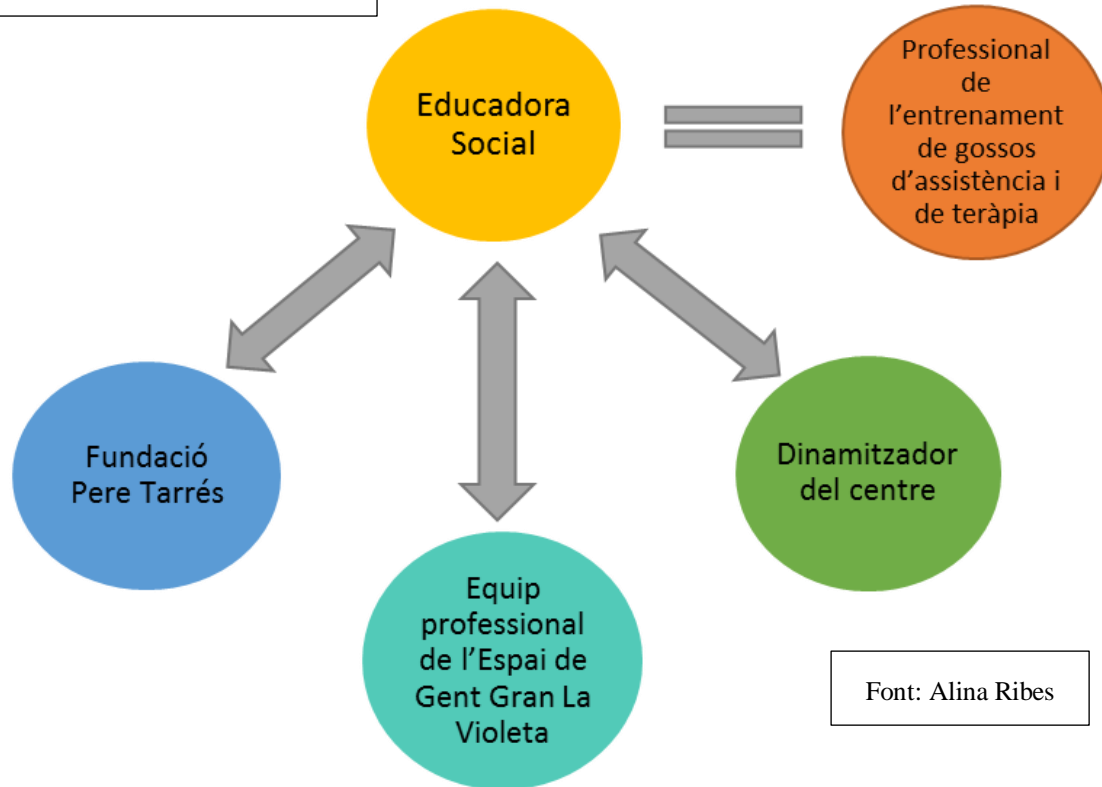 Educadora
Social
Professional
de
l'entrenament
de gossos
d'assistència i
de teràpia
Fundació
Pere Tarrés
Dinamitzador
del centre
Equip
professional
de l'Espai de
Gent Gran La
Violeta
Font: Alina Ribes